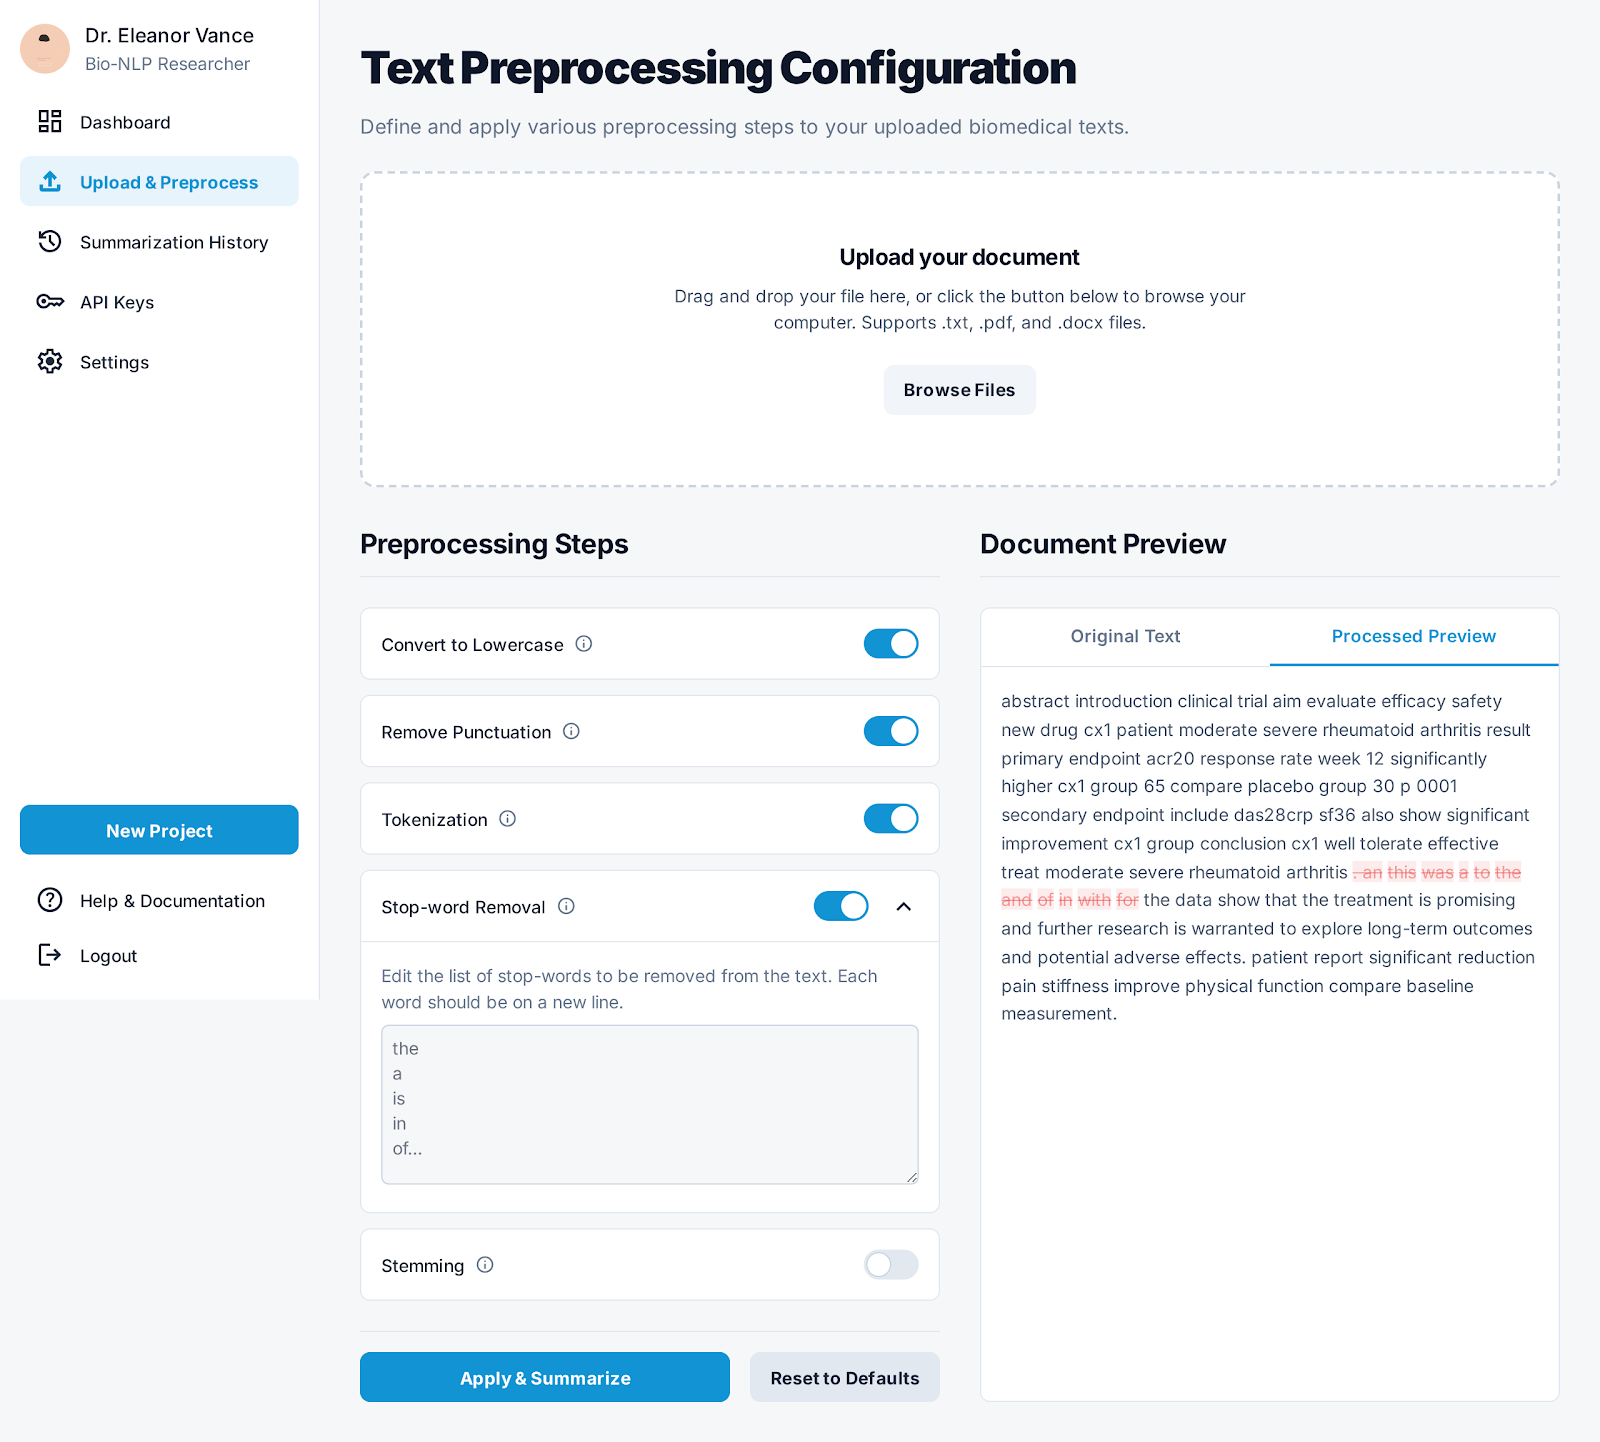 Dr. Eleanor Vance
Bio-NLP Researcher
Dashboard
Upload & Preprocess
Summarization History
API Keys
Settings
New Project
Help & Documentation
Logout
Text Preprocessing Configuration
Define and apply various preprocessing steps to your uploaded biomedical texts.
Upload your document
Drag and drop your file here, or click the button below to browse your
computer. Supports .txt, .pdf, and .docx files.
Browse Files
Preprocessing Steps
Convert to Lowercase
Remove Punctuation
Tokenization
Stop-word Removal
Edit the list of stop-words to be removed from the text. Each
word should be on a new line.
the
a
is
in
of...
Stemming
Apply & Summarize
Reset to Defaults
Document Preview
Original Text
Processed Preview
abstract introduction clinical trial aim evaluate efficacy safety
new drug cx1 patient moderate severe rheumatoid arthritis result
primary endpoint acr20 response rate week 12 significantly
higher cx1 group 65 compare placebo group 30 p 0001
secondary endpoint include das28crp sf36 also show significant
improvement cx1 group conclusion cx1 well tolerate effective
treat moderate severe rheumatoid arthritis . an this was a to the
and of in with for the data show that the treatment is promising
and further research is warranted to explore long-term outcomes
and potential adverse effects. patient report significant reduction
pain stiffness improve physical function compare baseline
measurement.